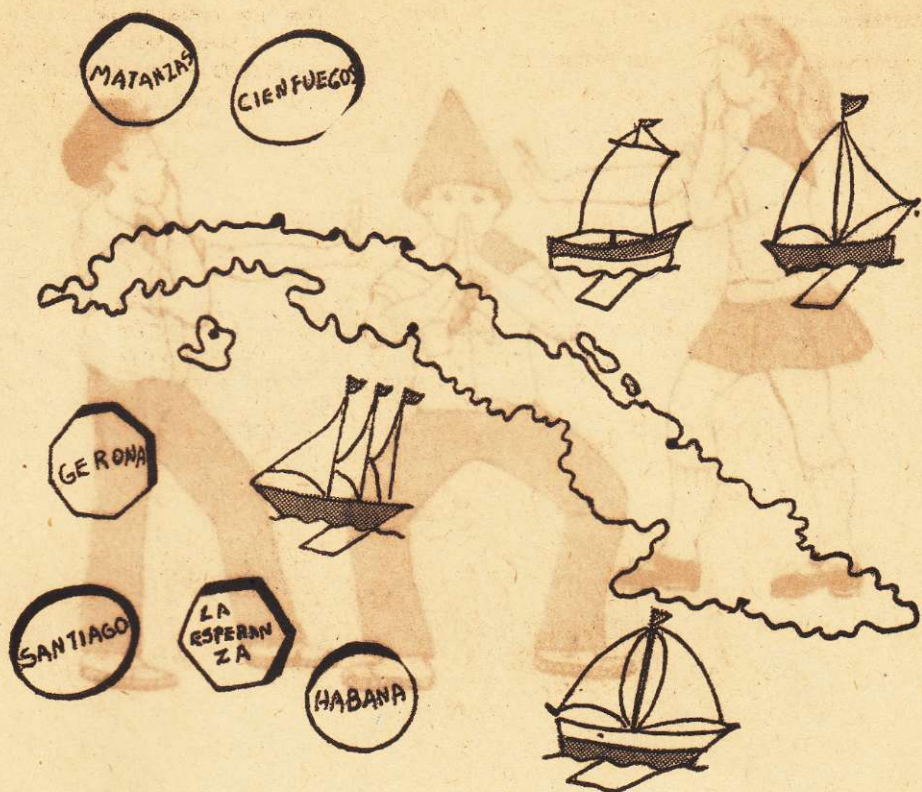 MATANZAS
CIENFUEGOS
GERONA
SANTIAGO
LA
ESPERAN
ZA
HABANA